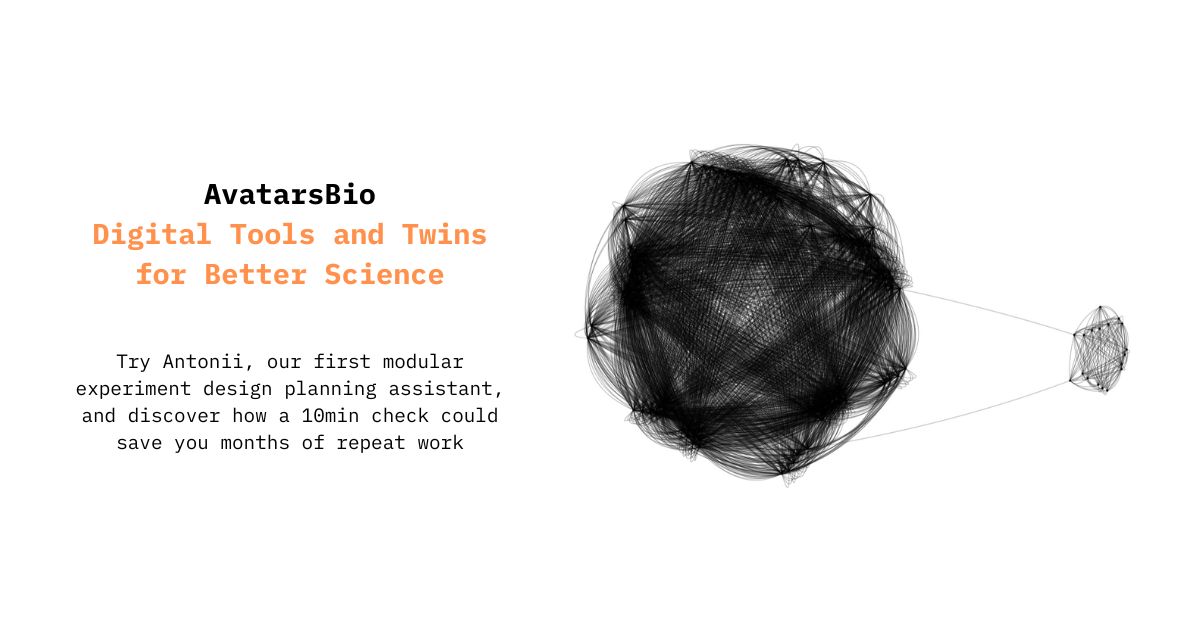 AvatarsBio
Digital Tools and Twins
for Better Science
Try Antonii, our first modular
experiment design planning assistant,
and discover how a 10min check could
save you months of repeat work